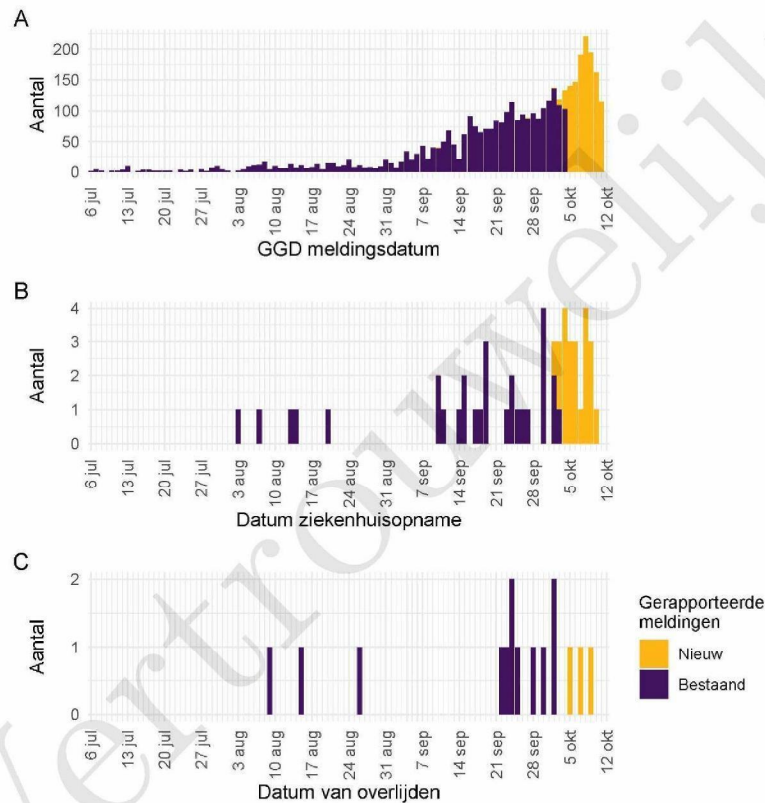 A
200
150
100
50
0
Aantal
6 jul
13 jul
20 jul
27 jul
3 aug
10 aug
17 aug
24 aug
31 aug
7 sep
14 sep
21 sep
28 sep
5 okt
12 okt
GGD meldingsdatum
B
4
3
2
1
0
Aantal
6 jul
13 jul
20 jul
27 jul
3 aug
10 aug
17 aug
24 aug
31 aug
7 sep
14 sep
21 sep
28 sep
5 okt
12 okt
Datum ziekenhuisopname
C
2
1
0
Aantal
6 jul
13 jul
20 jul
27 jul
3 aug
10 aug
17 aug
24 aug
31 aug
7 sep
14 sep
21 sep
28 sep
5 okt
12 okt
Datum van overlijden
Gerapporteerde
meldingen
Nieuw
Bestaand
Vertrouwelijk